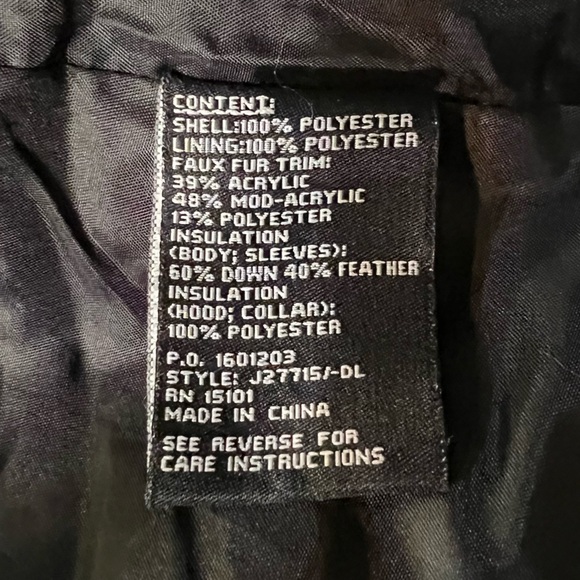 CONTENT:
SHELL:100% POLYESTER
LINING:100% POLYESTER
FAUX FUR TRIM:
39% ACRYLIC
48% MOD-ACRYLIC
13% POLYESTER
INSULATION
(BODY; SLEEVES):
60% DOWN 40% FEATHER
INSULATION
(HOOD; COLLAR):
100% POLYESTER
P.O. 1601203
STYLE: J27715/-DL
RN 15101
MADE IN CHINA
SEE REVERSE FOR
CARE INSTRUCTIONS